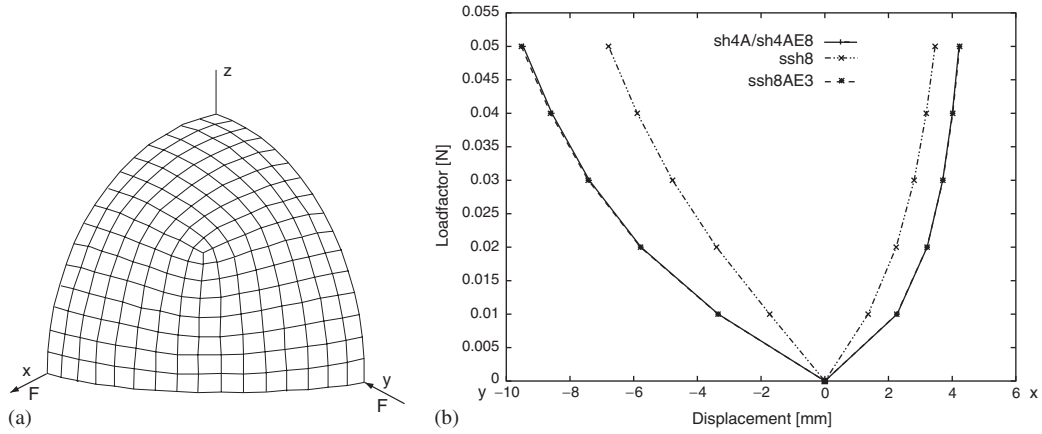 z
x
F
y
F
(a)
Loadfactor [N]
0.055
0.05
0.045
0.04
0.035
0.03
0.025
0.02
0.015
0.01
0.005
0
sh4A/sh4AE8
ssh8
ssh8AE3
y −10 −8 −6 −4 −2 0 2 4 6 x
Displacement [mm]
(b)